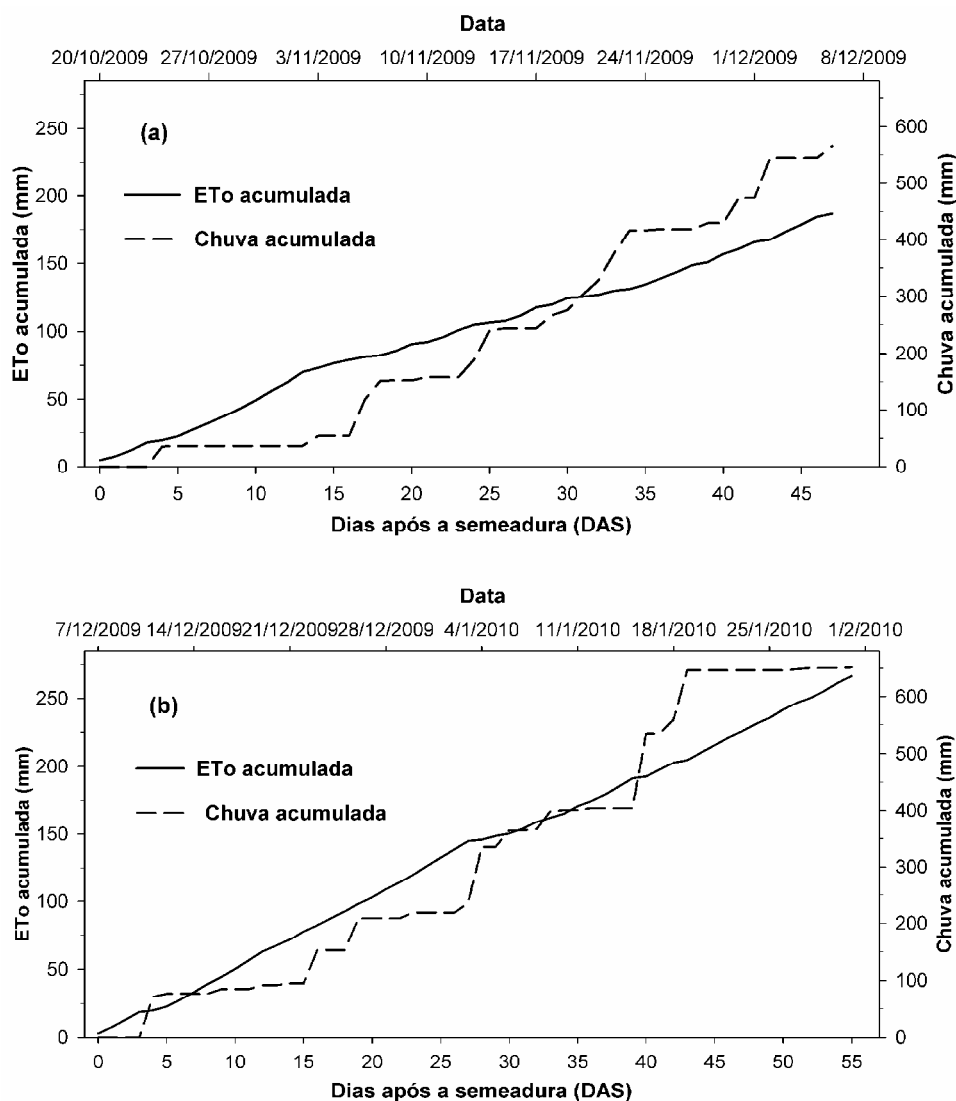 Data
20/10/2009 27/10/2009 3/11/2009 10/11/2009 17/11/2009 24/11/2009 1/12/2009 8/12/2009
(a)
ETo acumulada
Chuva acumulada
ETo acumulada (mm)
250
200
150
100
50
0
Chuva acumulada (mm)
600
500
400
300
200
100
0
0 5 10 15 20 25 30 35 40 45
Dias após a semeadura (DAS)
Data
7/12/2009 14/12/2009 21/12/2009 28/12/2009 4/1/2010 11/1/2010 18/1/2010 25/1/2010 1/2/2010
(b)
ETo acumulada
Chuva acumulada
ETo acumulada (mm)
250
200
150
100
50
0
Chuva acumulada (mm)
600
500
400
300
200
100
0
0 5 10 15 20 25 30 35 40 45 50 55
Dias após a semeadura (DAS)